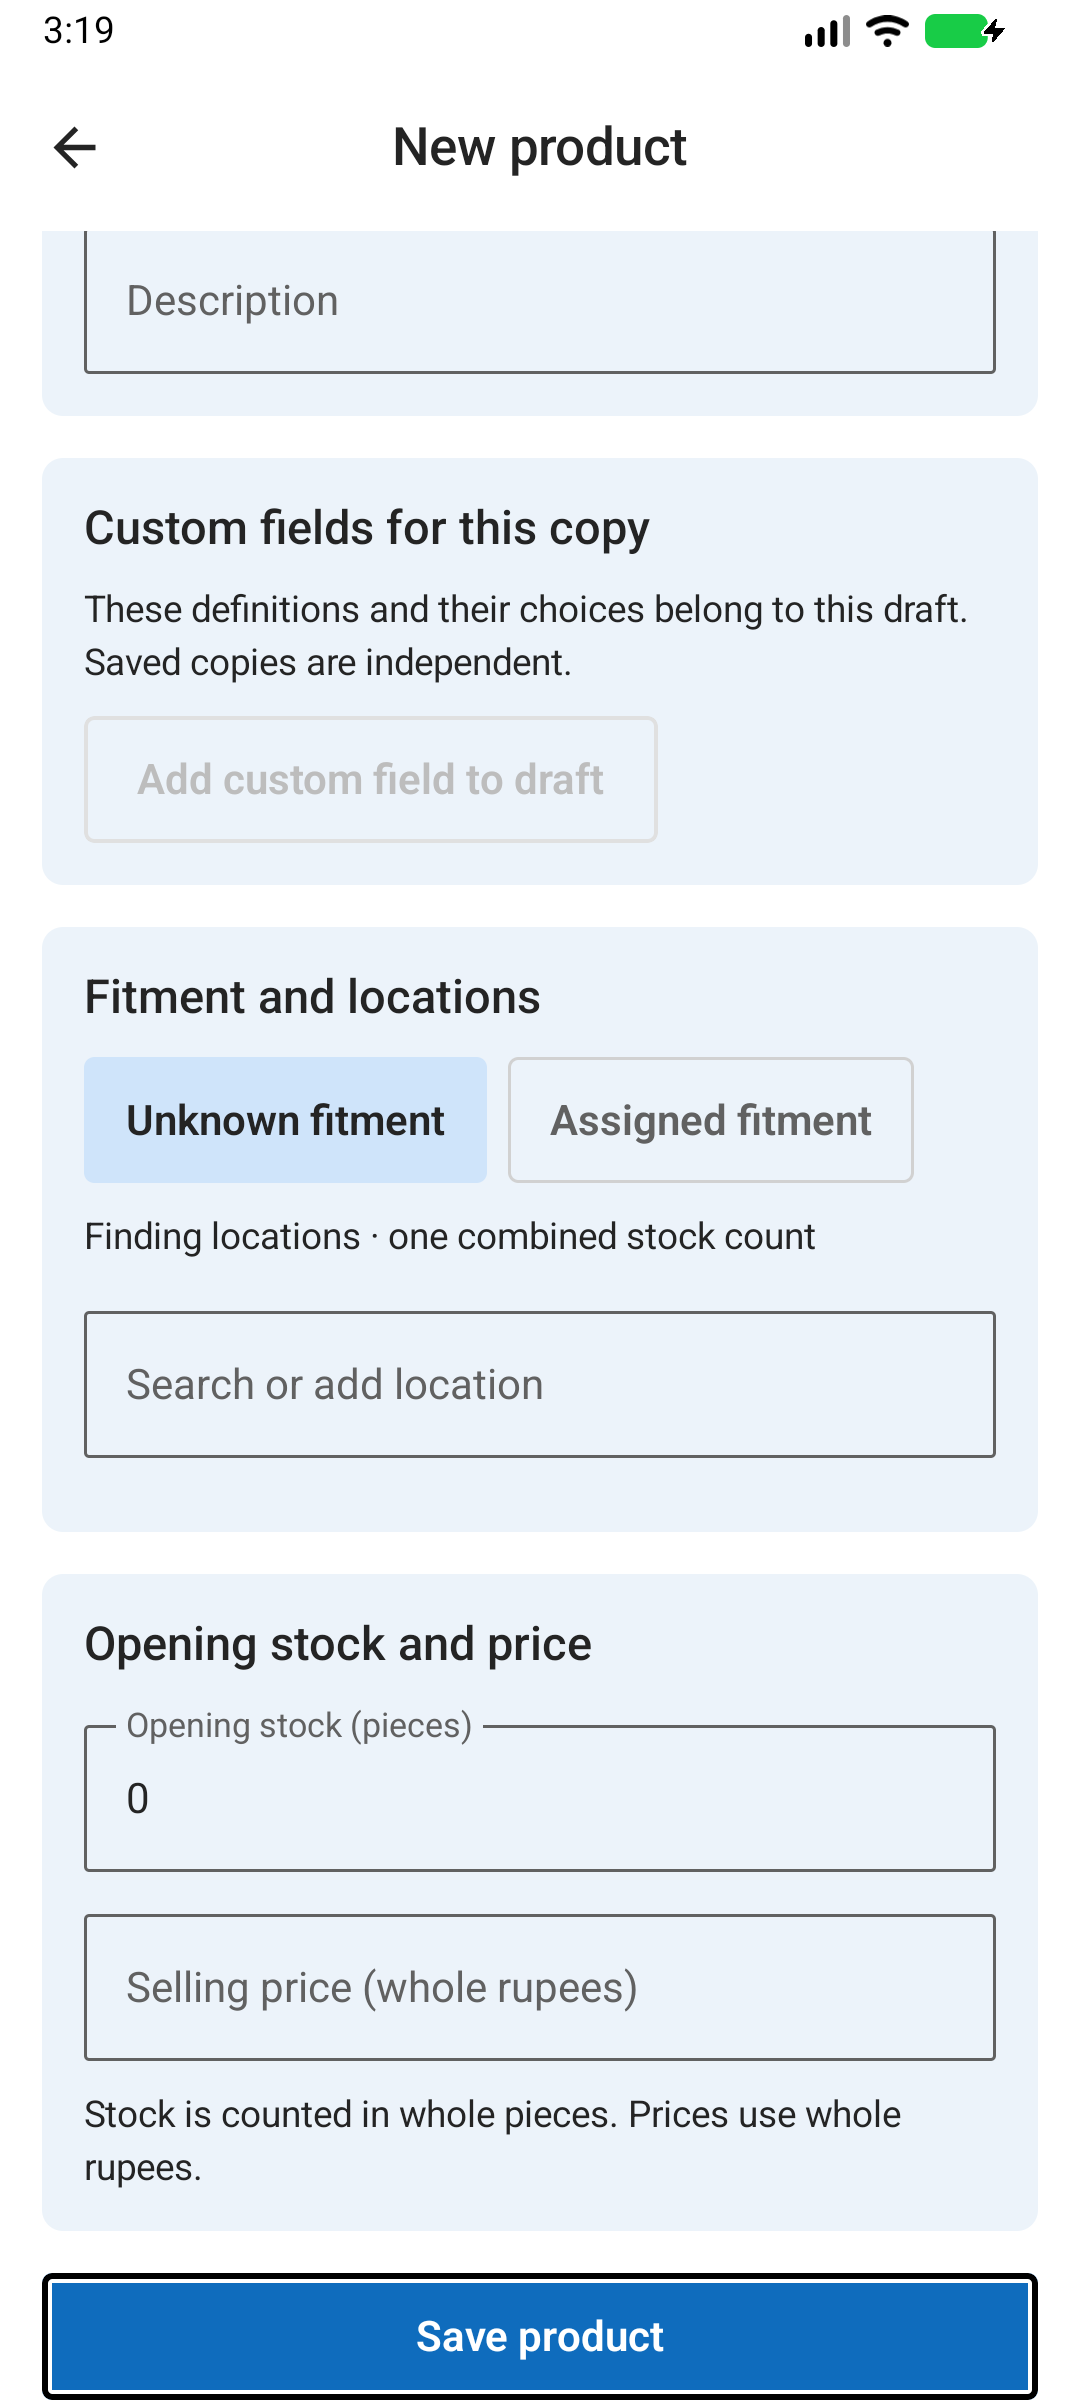 3:19
New product
Description
Custom fields for this copy
These definitions and their choices belong to this draft.
Saved copies are independent.
Add custom field to draft
Fitment and locations
Unknown fitment
Assigned fitment
Finding locations · one combined stock count
Search or add location
Opening stock and price
Opening stock (pieces)
0
Selling price (whole rupees)
Stock is counted in whole pieces. Prices use whole
rupees.
Save product